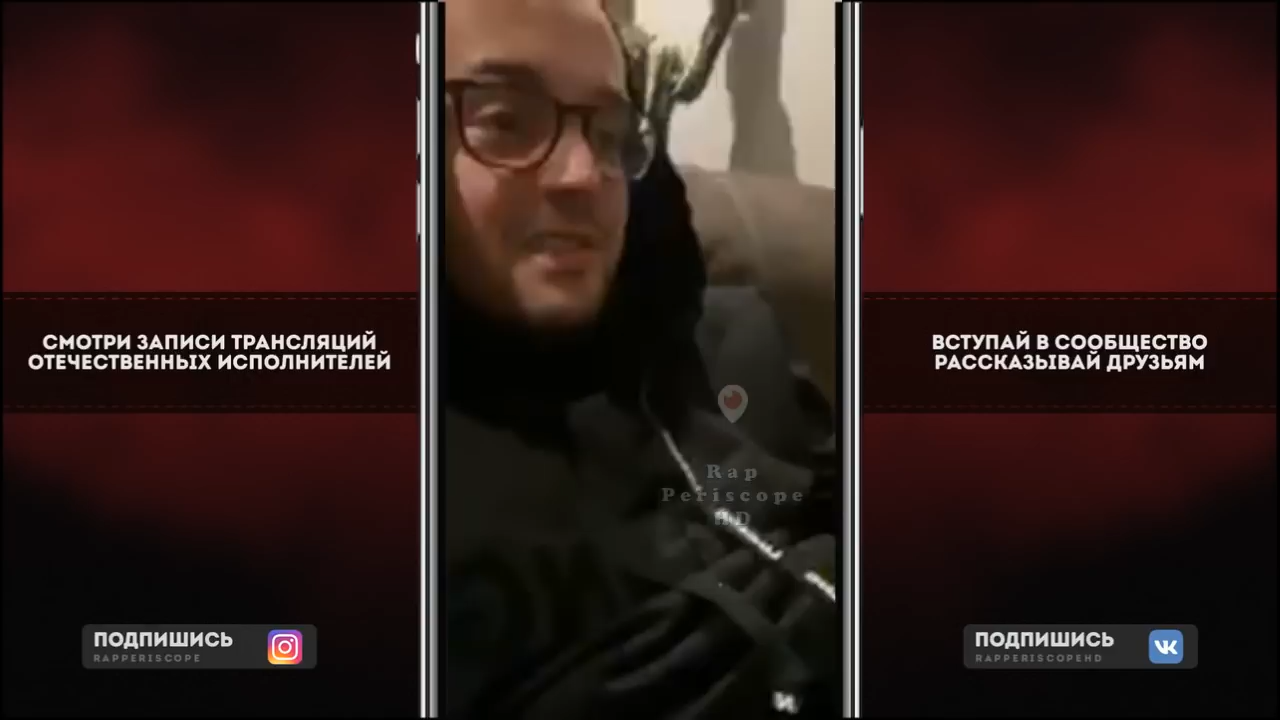 СМОТРИ ЗАПИСИ ТРАНСЛЯЦИЙ
ОТЕЧЕСТВЕННЫХ ИСПОЛНИТЕЛЕЙ
ПОДПИШИСЬ
RAPPERISCOPE
Rap
Periscope
HD
ВСТУПАЙ В СООБЩЕСТВО
РАССКАЗЫВАЙ ДРУЗЬЯМ
ПОДПИШИСЬ
RAPPERISCOPEHD